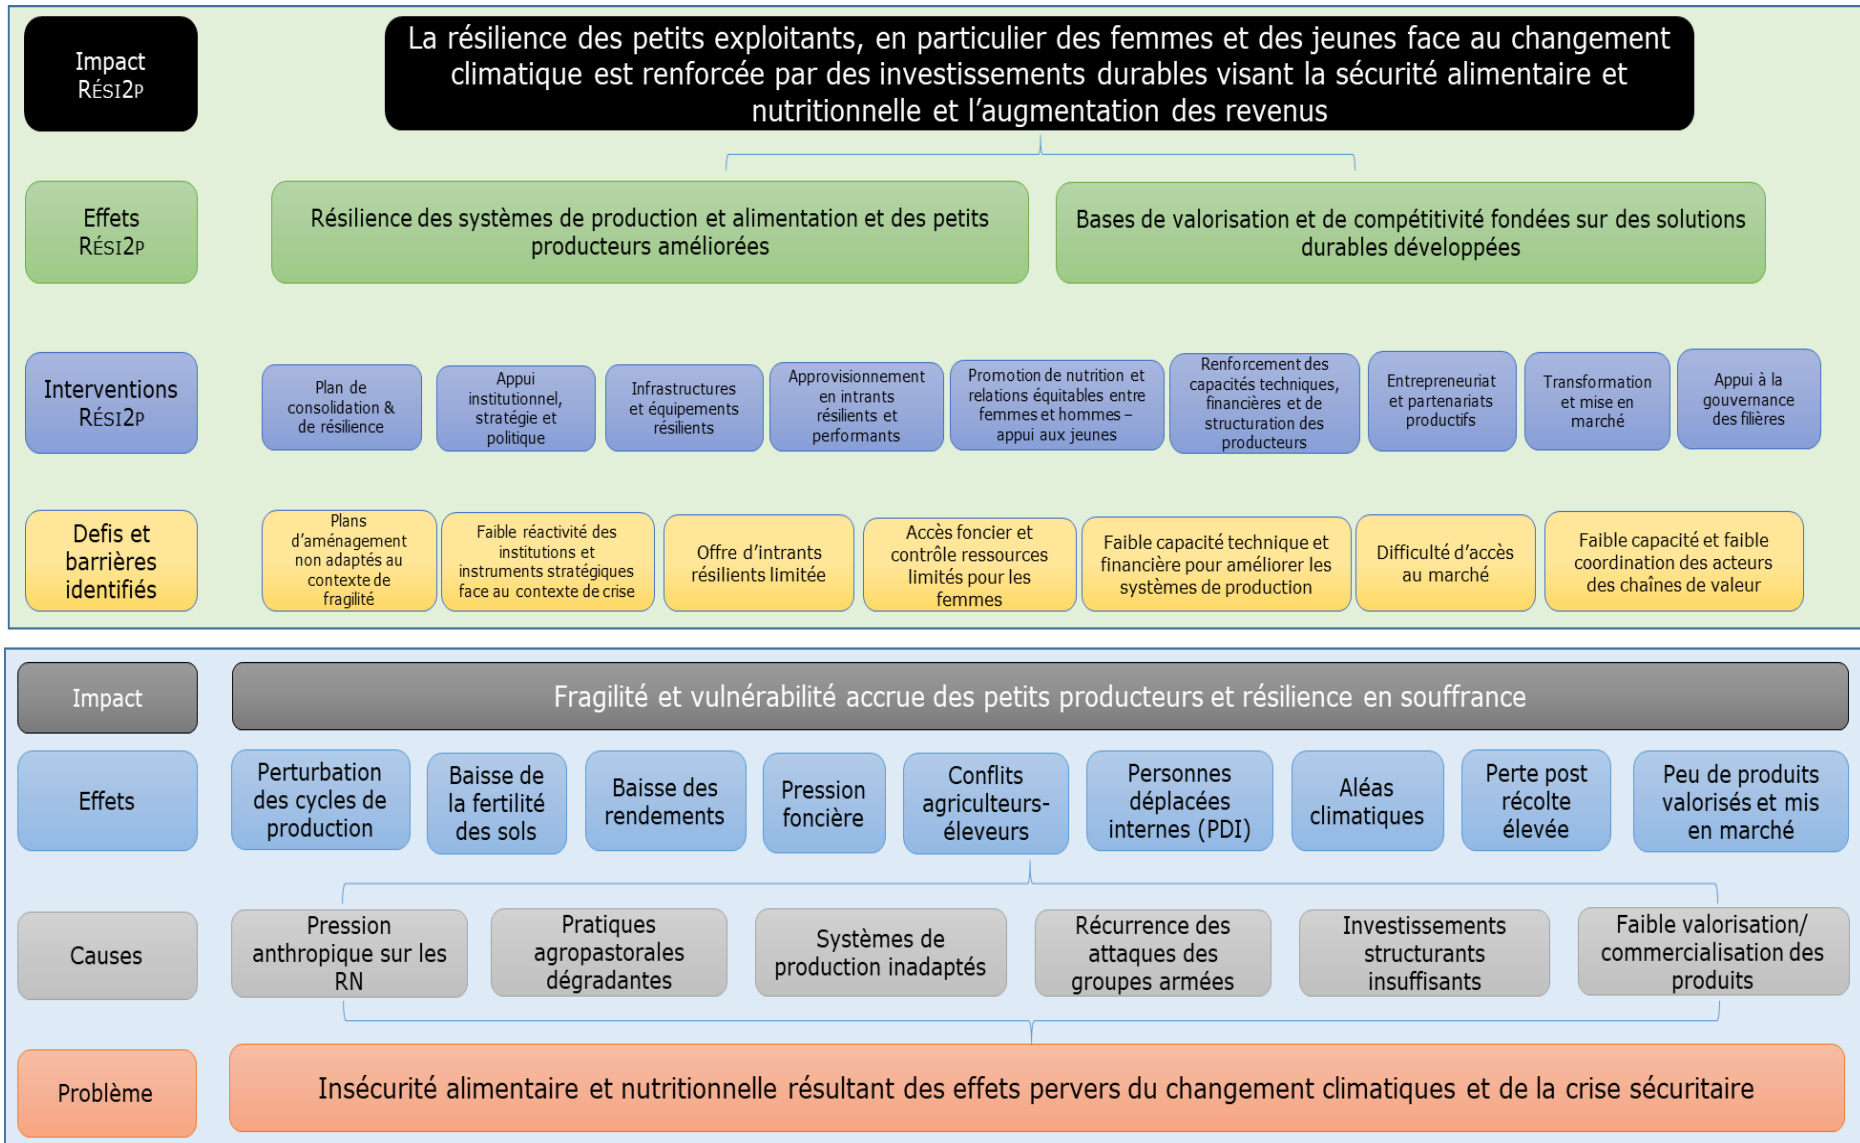 Impact
RÉSI2P
La résilience des petits exploitants, en particulier des femmes et des jeunes face au changement
climatique est renforcée par des investissements durables visant la sécurité alimentaire et
nutritionnelle et l'augmentation des revenus
Effets
RÉSI2P
Résilience des systèmes de production et alimentation et des petits
producteurs améliorées
Bases de valorisation et de compétitivité fondées sur des solutions
durables développées
Interventions
RÉSI2P
Plan de
consolidation &
de résilience
Appui
institutionnel,
stratégie et
politique
Infrastructures
et équipements
résilients
Approvisionnement
en intrants
résilients et
performants
Promotion de nutrition et
relations équitables entre
femmes et hommes –
appui aux jeunes
Renforcement des
capacités techniques,
financières et de
structuration des
producteurs
Entrepreneuriat
et partenariats
productifs
Transformation
et mise en
marché
Appui à la
gouvernance
des filières
Defis et
barrières
identifiés
Plans
d'aménagement
non adaptés au
contexte de
fragilité
Faible réactivité des
institutions et
instruments stratégiques
face au contexte de crise
Offre d'intrants
résilients limitée
Accès foncier et
contrôle ressources
limités pour les
femmes
Faible capacité technique et
financière pour améliorer les
systèmes de production
Difficulté d'accès
au marché
Faible capacité et faible
coordination des acteurs
des chaînes de valeur
Impact
Fragilité et vulnérabilité accrue des petits producteurs et résilience en souffrance
Effets
Perturbation
des cycles de
production
Baisse de
la fertilité
des sols
Baisse des
rendements
Pression
foncière
Conflits
agriculteurs-
éleveurs
Personnes
déplacées
internes (PDI)
Aléas
climatiques
Perte post
récolte
élevée
Peu de produits
valorisés et mis
en marché
Causes
Pression
anthropique sur les
RN
Pratiques
agropastorales
dégradantes
Systèmes de
production inadaptés
Récurrence des
attaques des
groupes armées
Investissements
structurants
insuffisants
Faible valorisation/
commercialisation des
produits
Problème
Insécurité alimentaire et nutritionnelle résultant des effets pervers du changement climatiques et de la crise sécuritaire